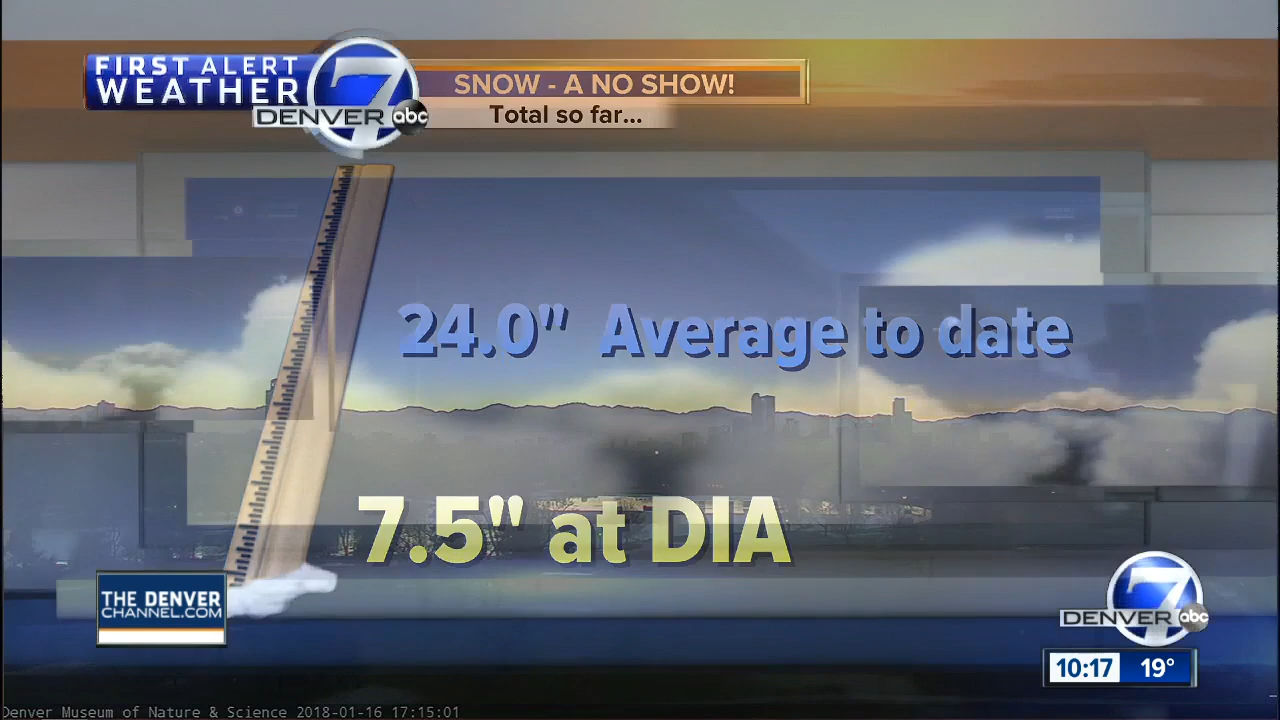 FIRST ALERT
WEATHER
7
DENVER abc
SNOW - A NO SHOW!
Total so far...
24.0" Average to date
7.5" at DIA
THE DENVER
CHANNEL.COM
7
DENVER abc
10:17 19°
Denver Museum of Nature & Science 2018-01-16 17:15:01